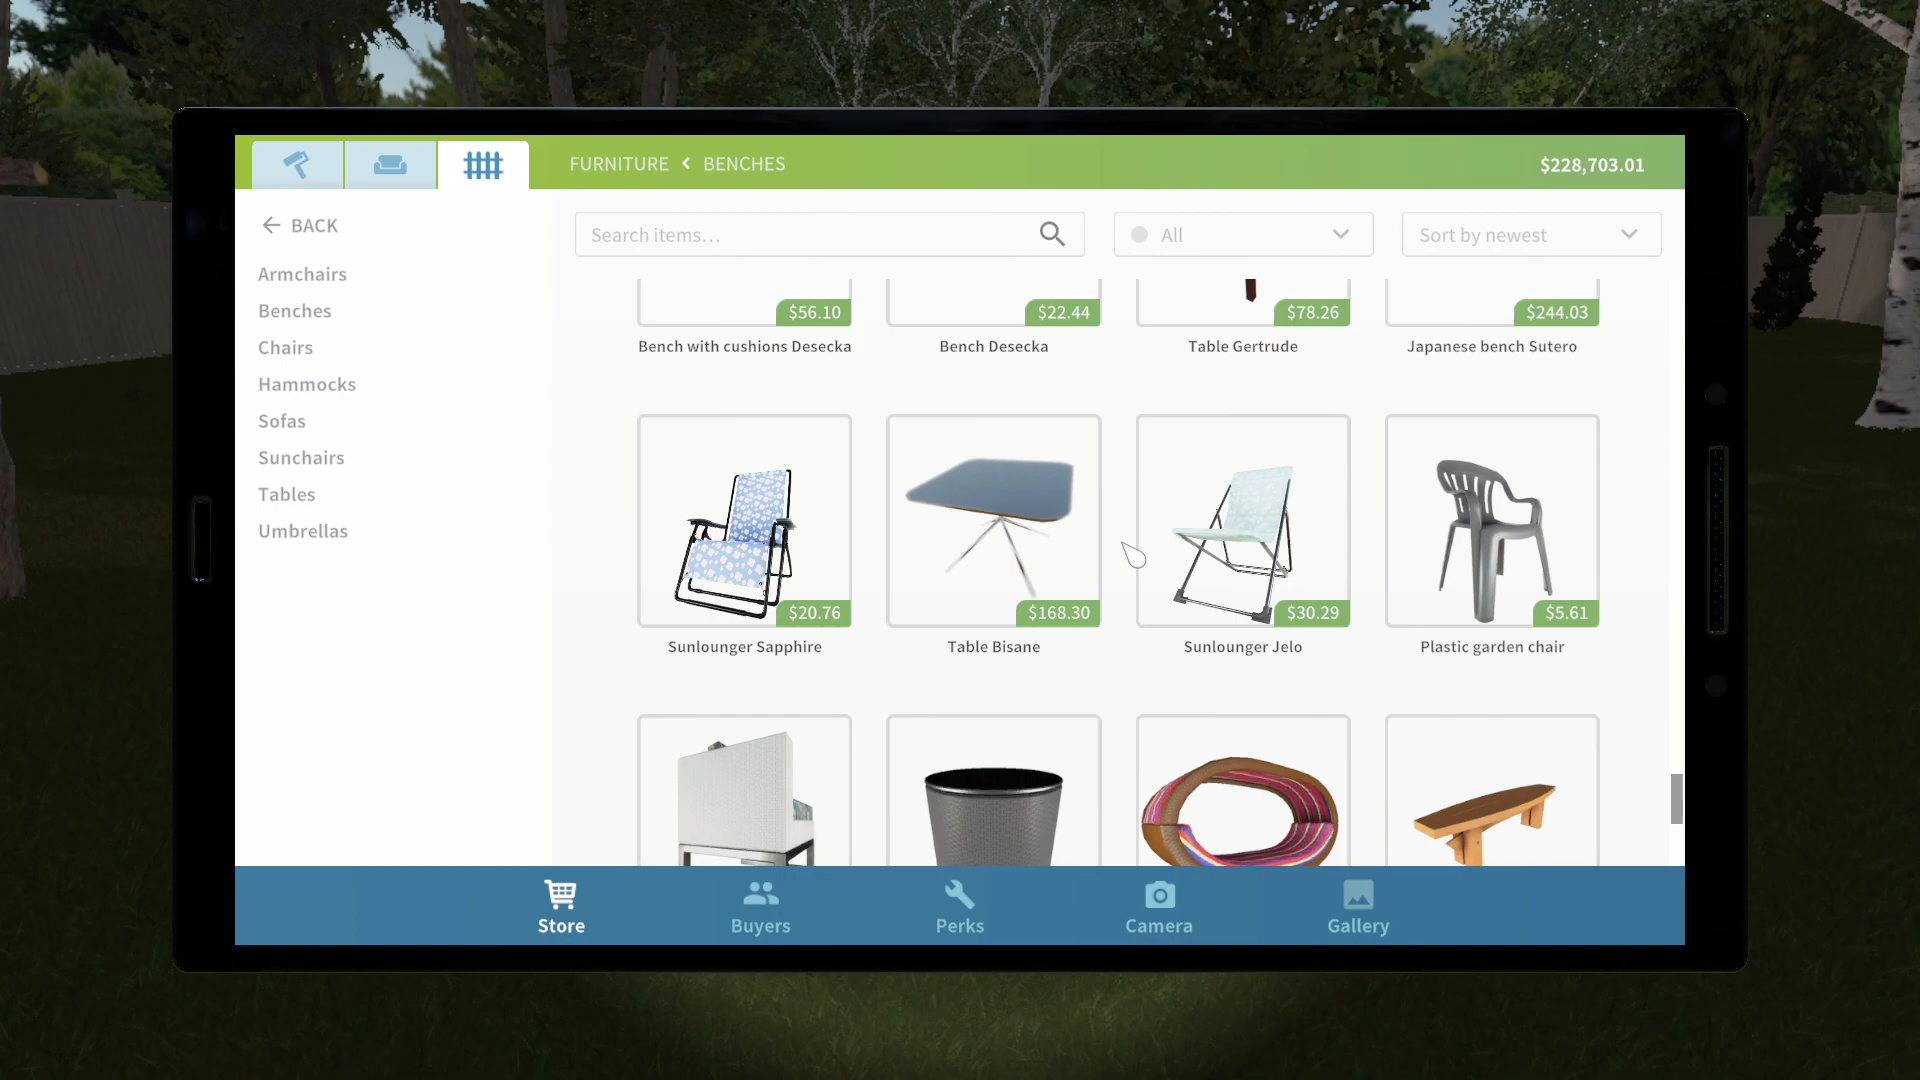 FURNITURE < BENCHES
$228,703.01
BACK
Search items...
All
Sort by newest
Armchairs
Benches
Chairs
Hammocks
Sofas
Sunchairs
Tables
Umbrellas
$56.10
$22.44
$78.26
$244.03
Bench with cushions Desecka
Bench Desecka
Table Gertrude
Japanese bench Sutero
$20.76
$168.30
$30.29
$5.61
Sunlounger Sapphire
Table Bisane
Sunlounger Jelo
Plastic garden chair
Store
Buyers
Perks
Camera
Gallery